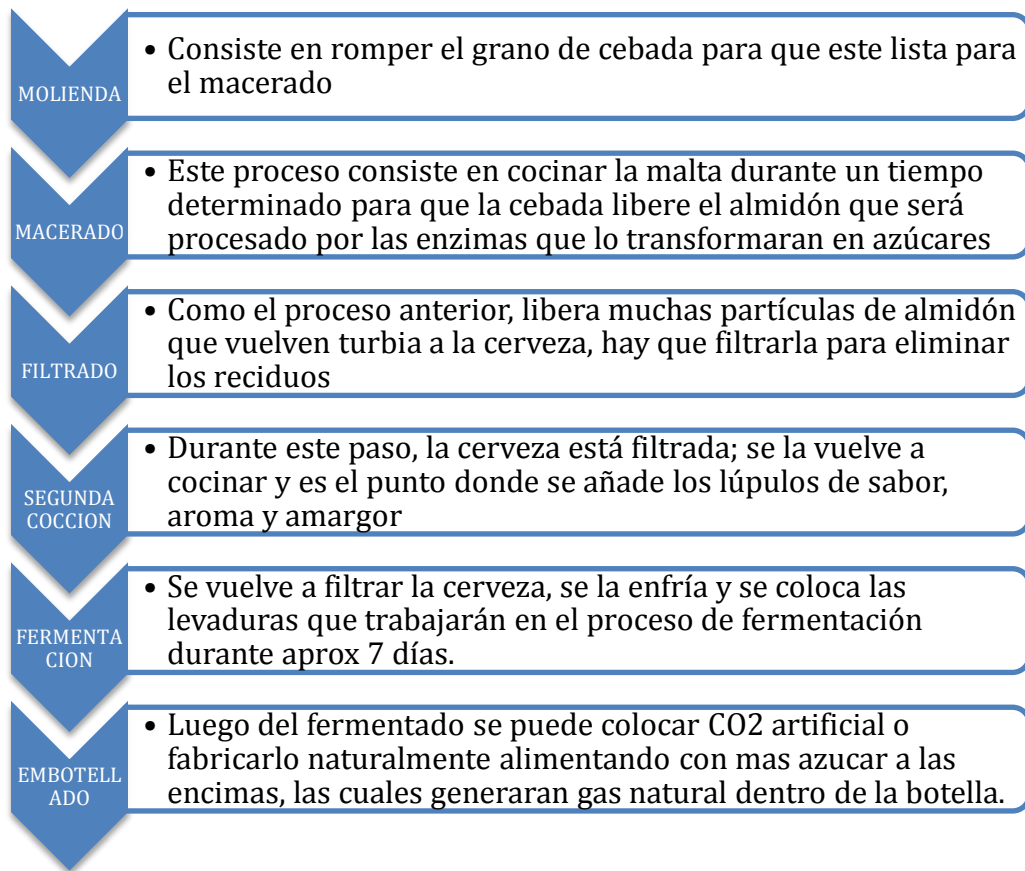 MOLIENDA
• Consiste en romper el grano de cebada para que este lista para
el macerado
MACERADO
• Este proceso consiste en cocinar la malta durante un tiempo
determinado para que la cebada libere el almidón que será
procesado por las enzimas que lo transformaran en azúcares
FILTRADO
• Como el proceso anterior, libera muchas partículas de almidón
que vuelven turbia a la cerveza, hay que filtrarla para eliminar
los reciduos
SEGUNDA
COCCION
• Durante este paso, la cerveza está filtrada; se la vuelve a
cocinar y es el punto donde se añade los lúpulos de sabor,
aroma y amargor
FERMENTA
CION
• Se vuelve a filtrar la cerveza, se la enfría y se coloca las
levaduras que trabajarán en el proceso de fermentación
durante aprox 7 días.
EMBOTELL
ADO
• Luego del fermentado se puede colocar CO2 artificial o
fabricarlo naturalmente alimentando con mas azucar a las
encimas, las cuales generaran gas natural dentro de la botella.